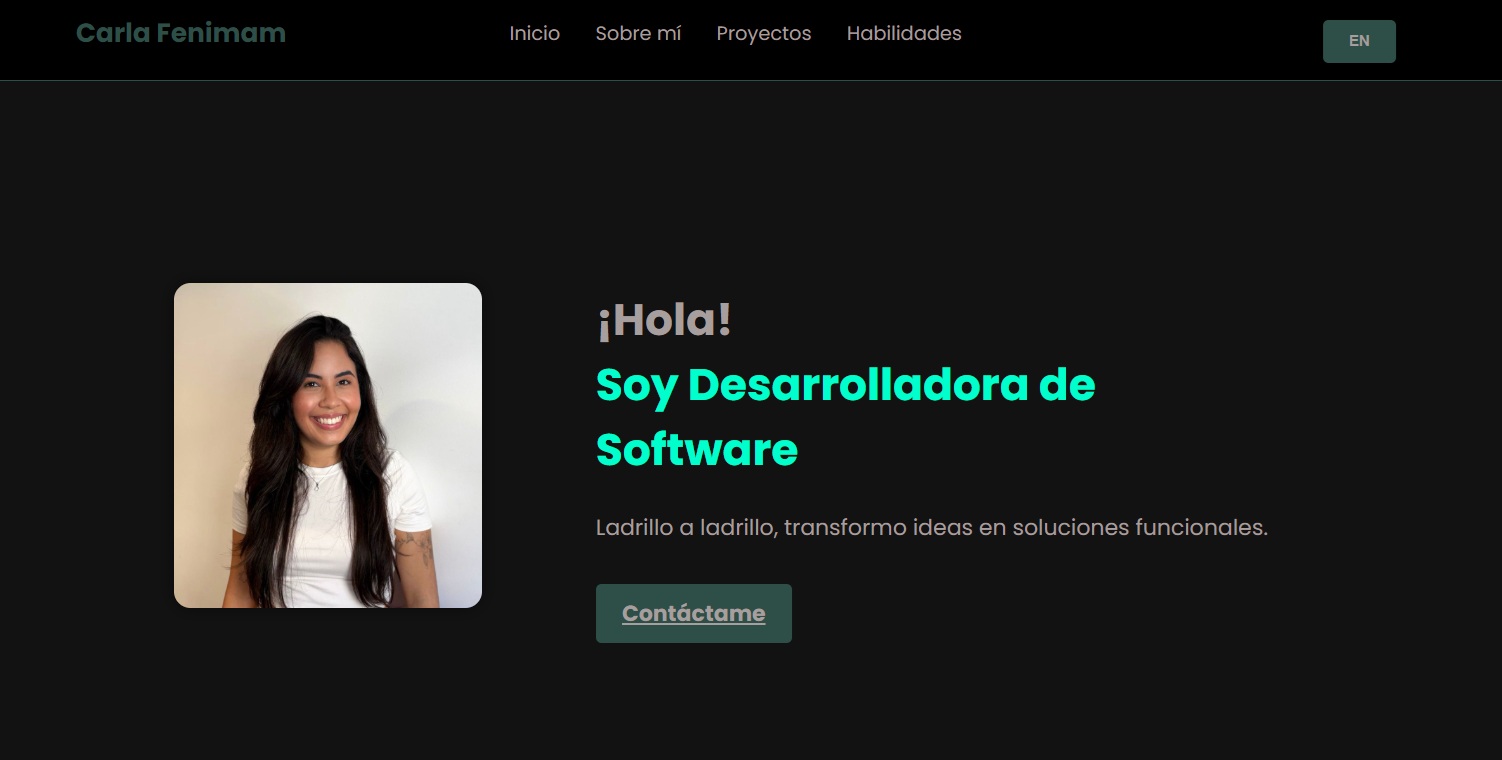 Carla Fenimam
Inicio Sobre mí Proyectos Habilidades
EN
¡Hola!
Soy Desarrolladora de
Software
Ladrillo a ladrillo, transformo ideas en soluciones funcionales.
Contáctame